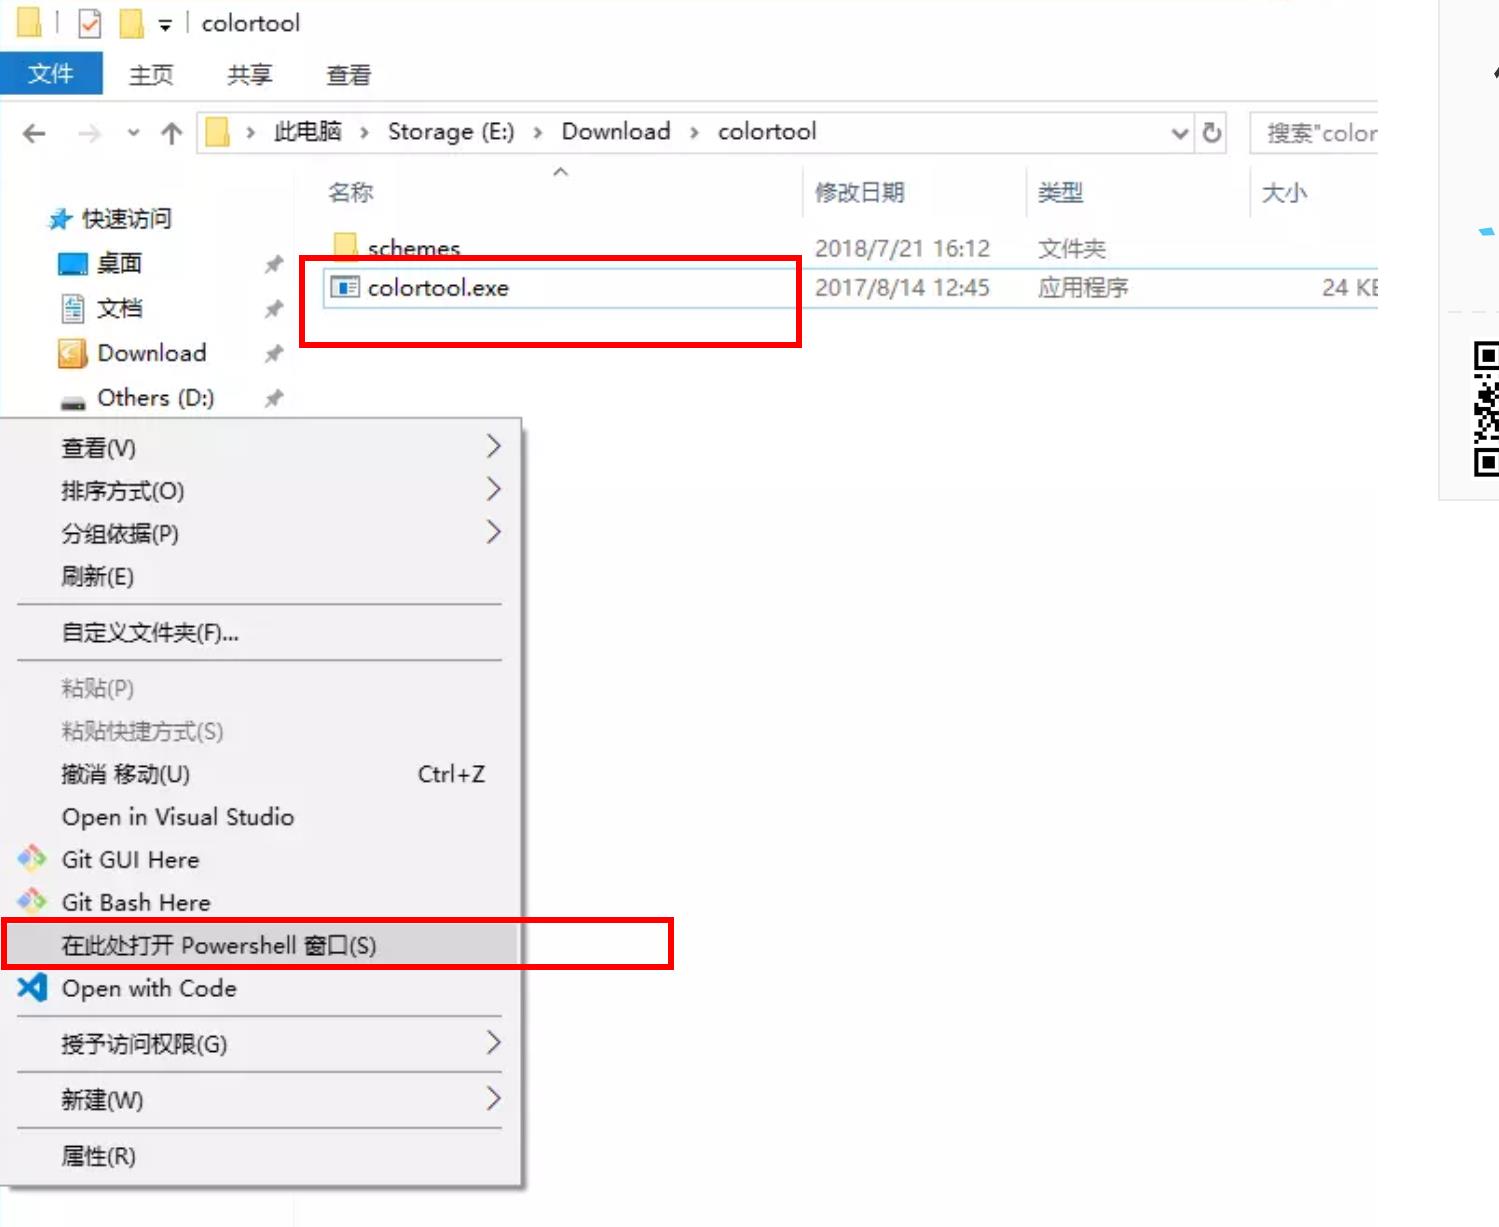 colortool
文件 主页 共享 查看
此电脑 › Storage (E:) › Download › colortool
搜索"color
名称 修改日期 类型 大小
快速访问
桌面
文档
Download
Others (D:)
schemes 2018/7/21 16:12 文件夹
colortool.exe 2017/8/14 12:45 应用程序 24 KB
查看(V)
排序方式(O)
分组依据(P)
刷新(E)
自定义文件夹(F)...
粘贴(P)
粘贴快捷方式(S)
撤消 移动(U) Ctrl+Z
Open in Visual Studio
Git GUI Here
Git Bash Here
在此处打开 Powershell 窗口(S)
Open with Code
授予访问权限(G)
新建(W)
属性(R)